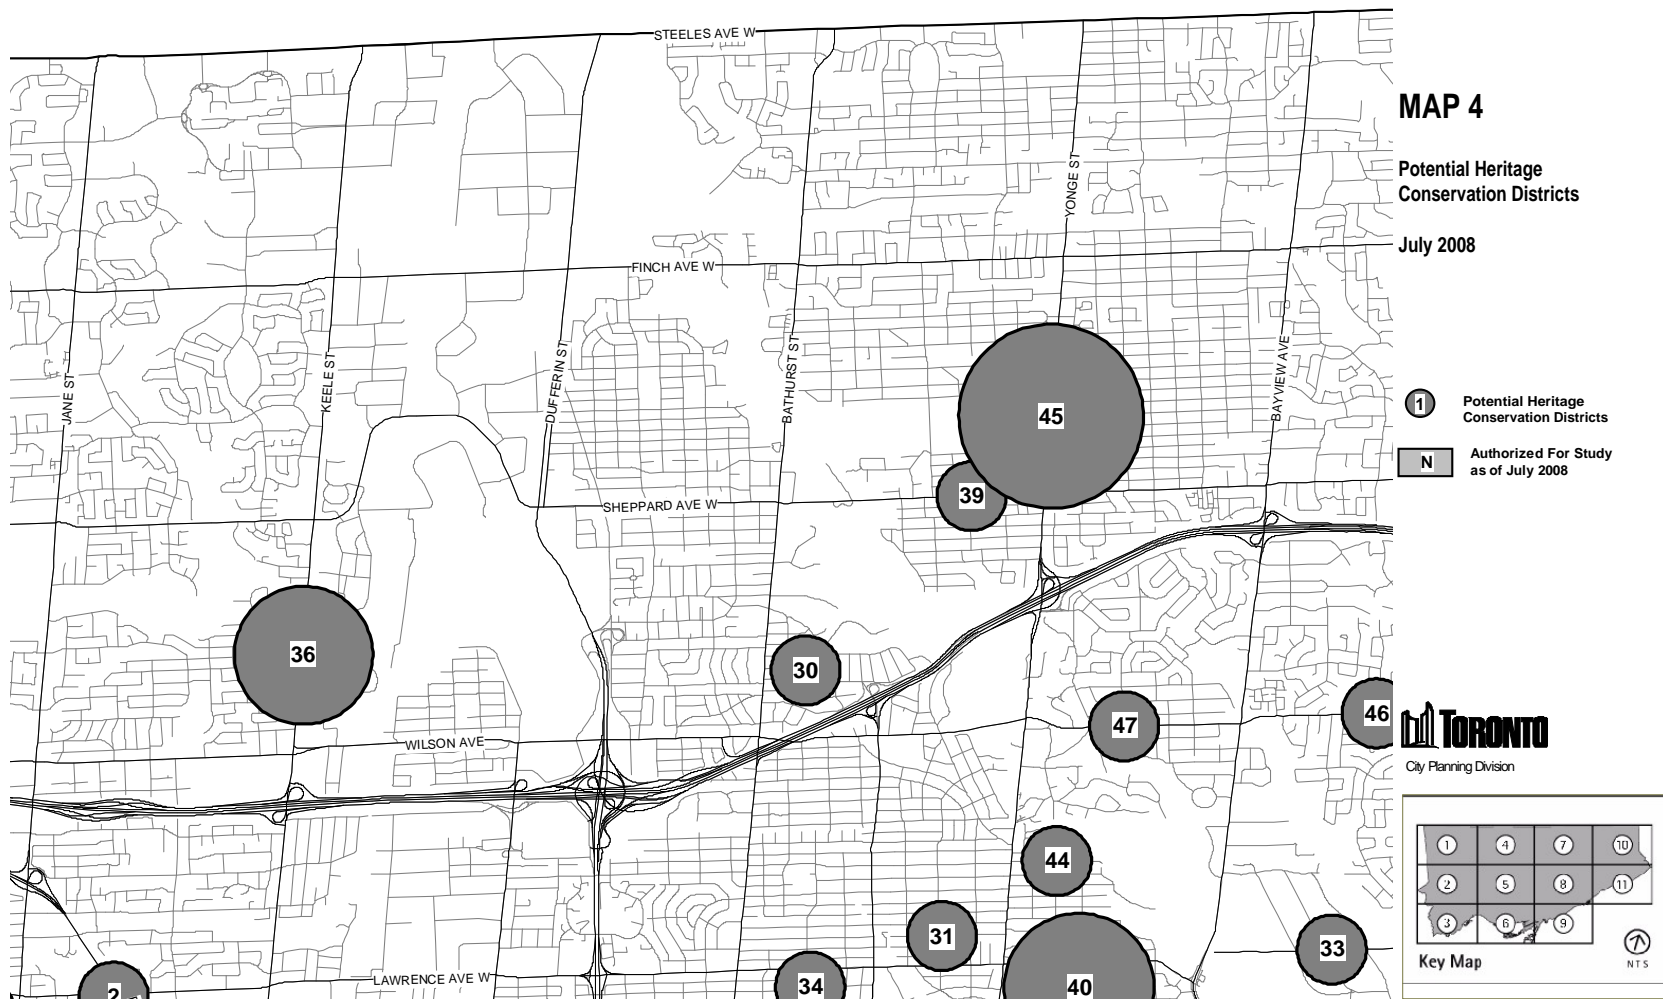 STEELES AVE W
MAP 4
Potential Heritage
Conservation Districts
July 2008
YONGE ST
FINCH AVE W
JANE ST
KEELE ST
DUFFERIN ST
BATHURST ST
BAYVIEW AVE
45
39
SHEPPARD AVE W
1
Potential Heritage
Conservation Districts
N
Authorized For Study
as of July 2008
36
30
47
46
WILSON AVE
TORONTO
City Planning Division
44
31
33
34
40
2
LAWRENCE AVE W
1
4
7
10
2
5
8
11
3
6
9
Key Map
NTS